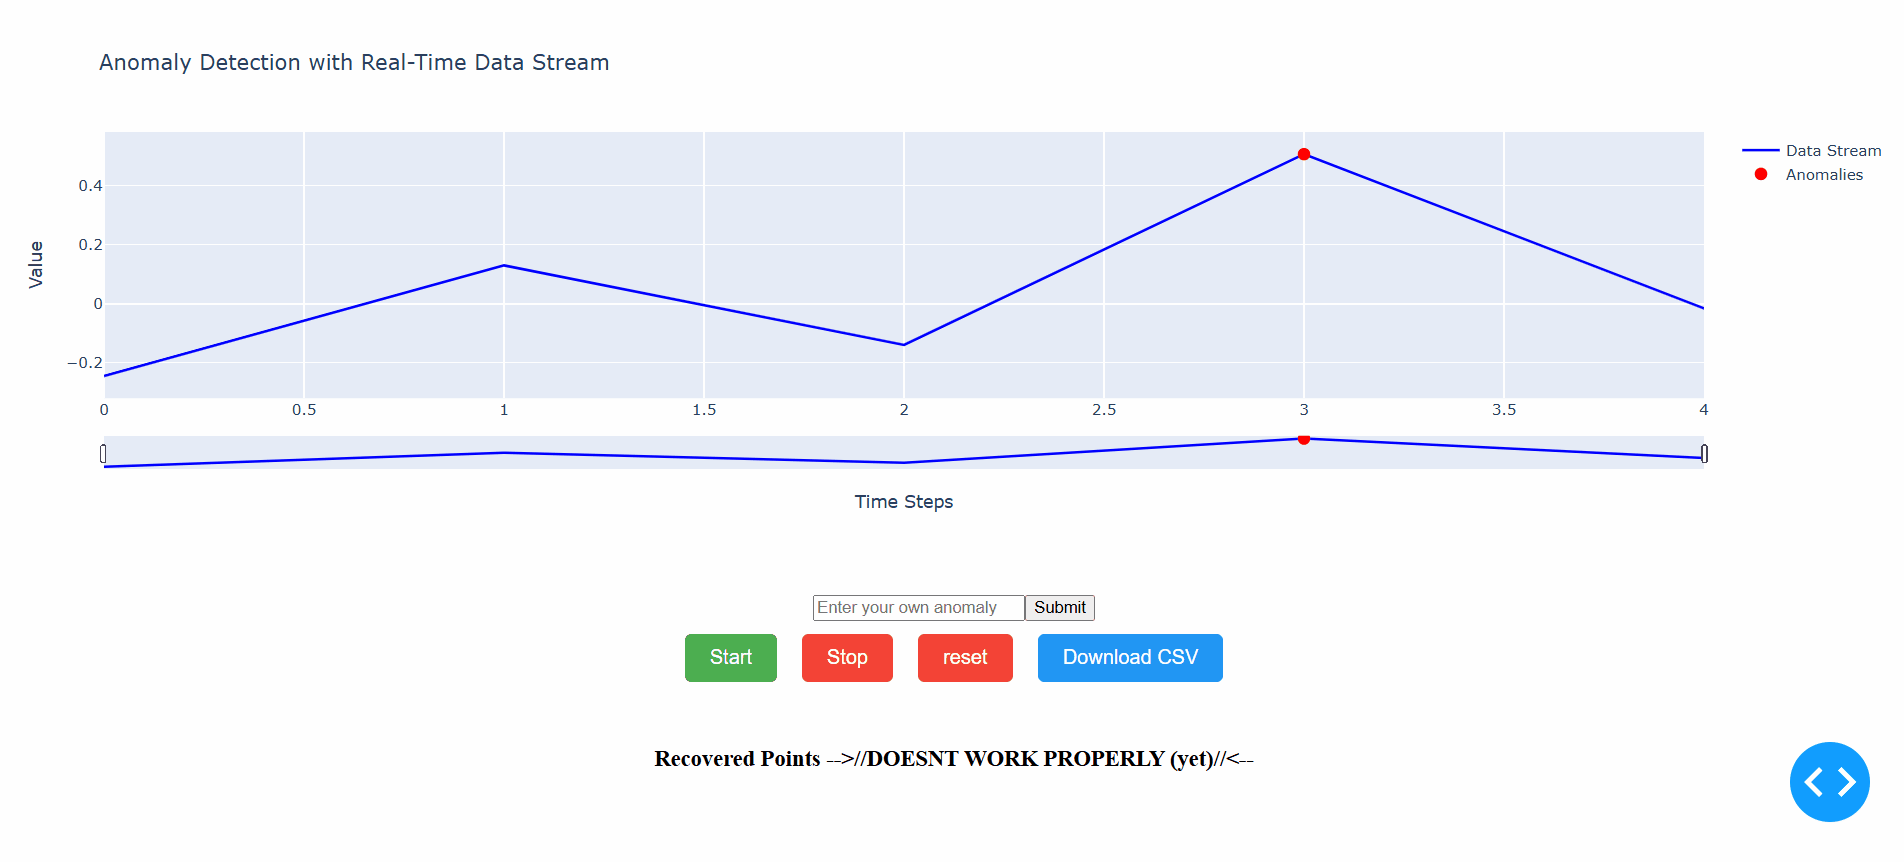 Anomaly Detection with Real-Time Data Stream
Data Stream
Anomalies
Value
0.4
0.2
0
−0.2
0 0.5 1 1.5 2 2.5 3 3.5 4
Time Steps
Enter your own anomaly Submit
Start Stop reset Download CSV
Recovered Points -->//DOESNT WORK PROPERLY (yet)//<--